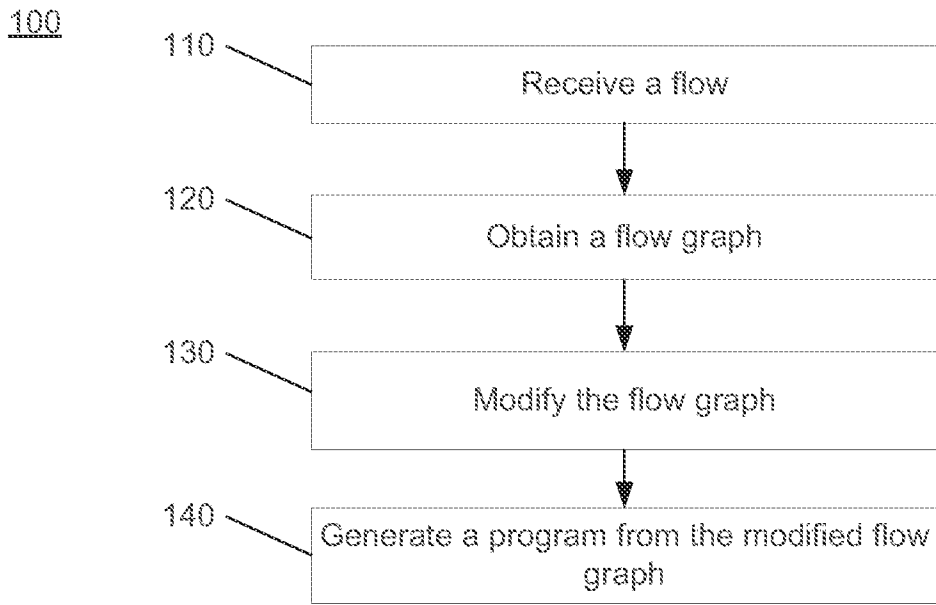 100
110
Receive a flow
120
Obtain a flow graph
130
Modify the flow graph
140
Generate a program from the modified flow
graph